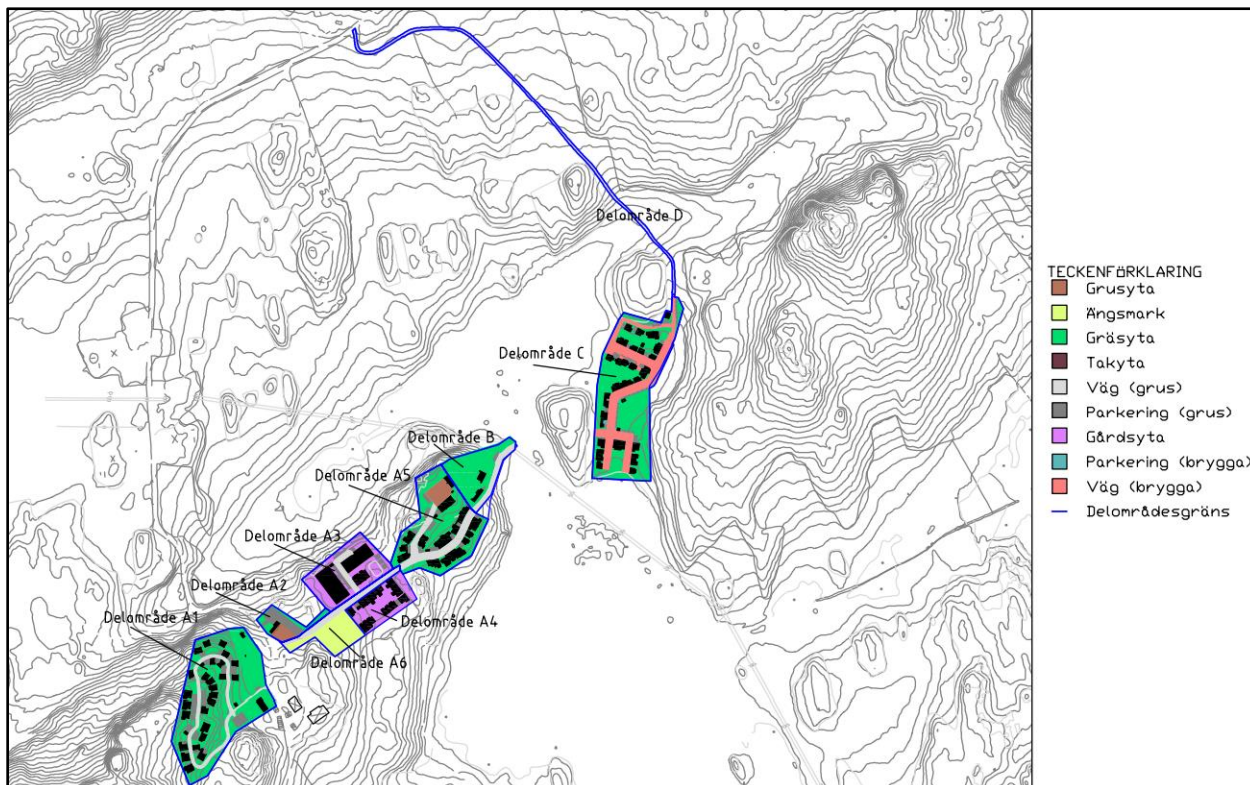 Delområde D
Delområde C
Delområde B
Delområde A5
Delområde A3
Delområde A2
Delområde A1
Delområde A4
Delområde A6
TECKENFÖRKLARING
Grusyta
Ängsmark
Gräsyta
Takyta
Väg (grus)
Parkering (grus)
Gårdsyta
Parkering (brygga)
Väg (brygga)
Delområdesgräns